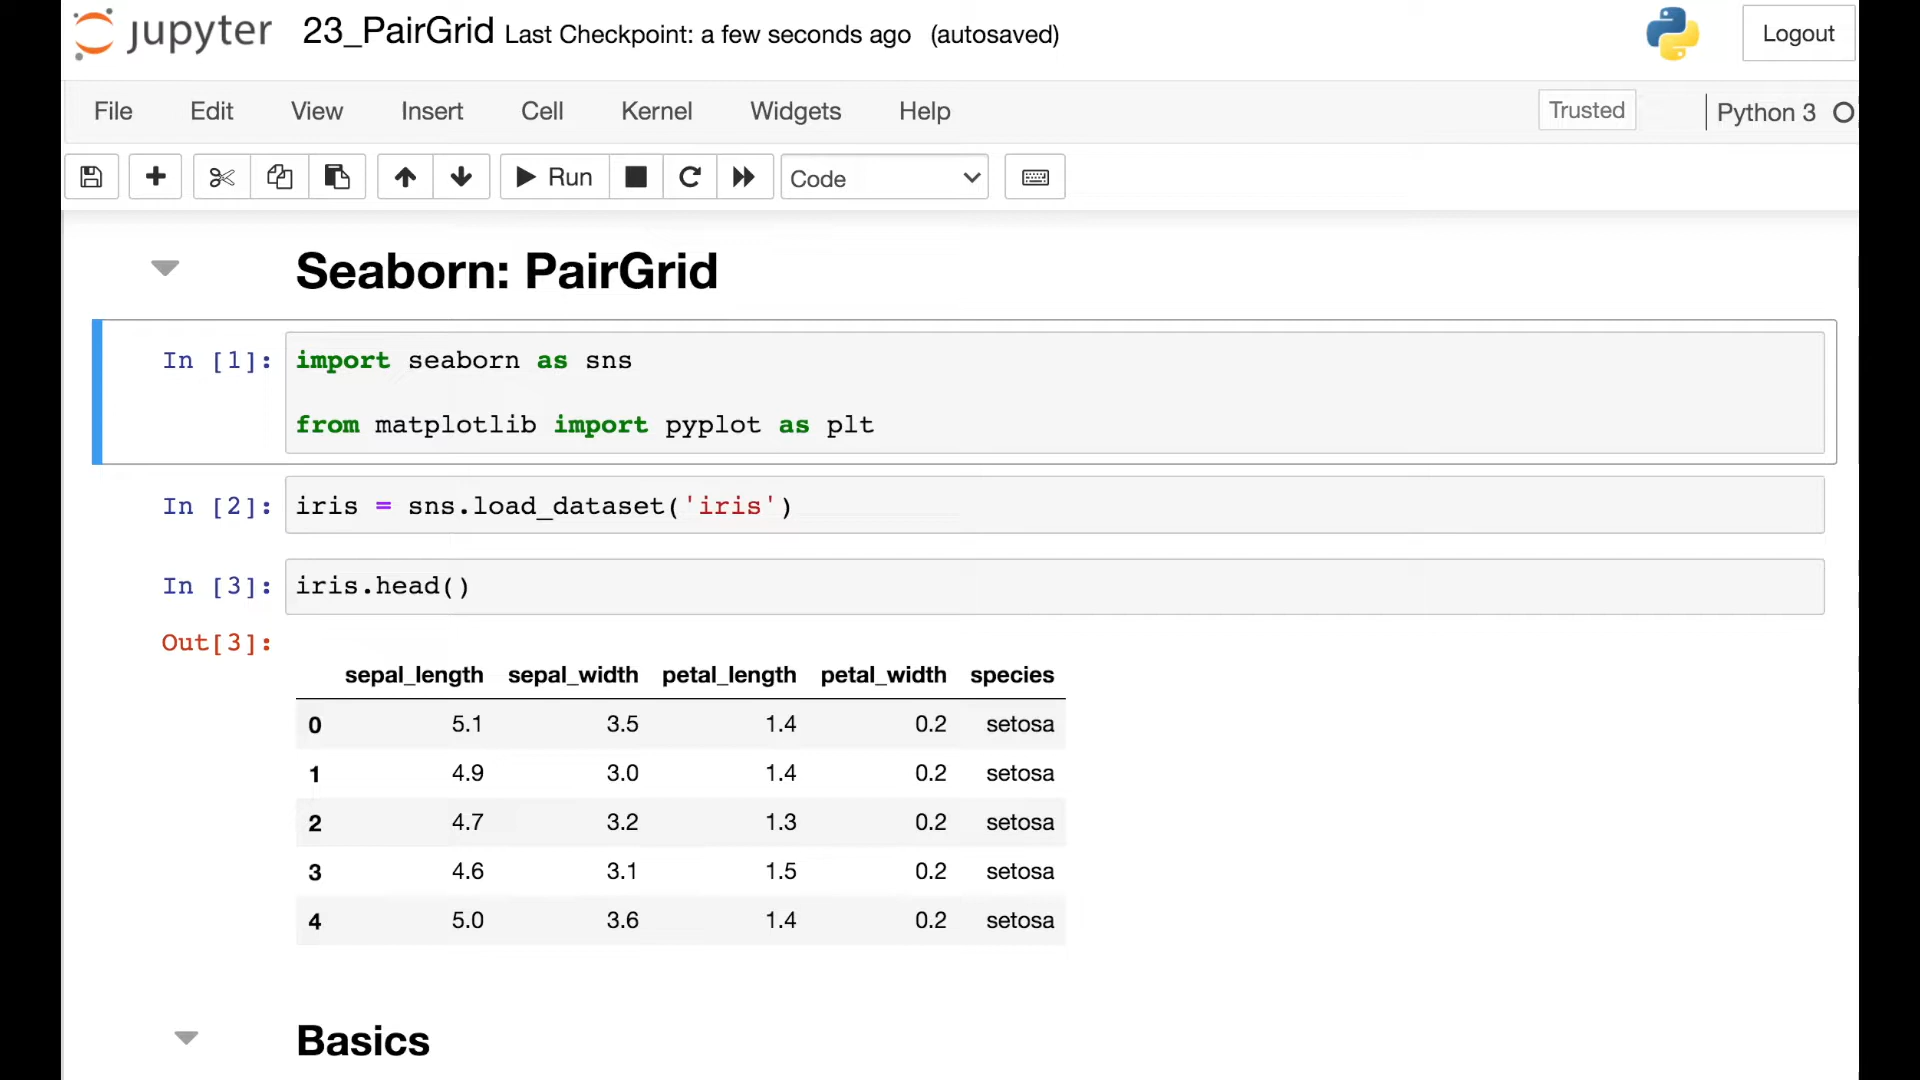 jupyter 23_PairGrid Last Checkpoint: a few seconds ago (autosaved) Logout
File Edit View Insert Cell Kernel Widgets Help Trusted Python 3
Run Code
Seaborn: PairGrid
In [1]: import seaborn as sns
from matplotlib import pyplot as plt
In [2]: iris = sns.load_dataset('iris')
In [3]: iris.head()
Out[3]:
sepal_length sepal_width petal_length petal_width species
0 5.1 3.5 1.4 0.2 setosa
1 4.9 3.0 1.4 0.2 setosa
2 4.7 3.2 1.3 0.2 setosa
3 4.6 3.1 1.5 0.2 setosa
4 5.0 3.6 1.4 0.2 setosa
Basics